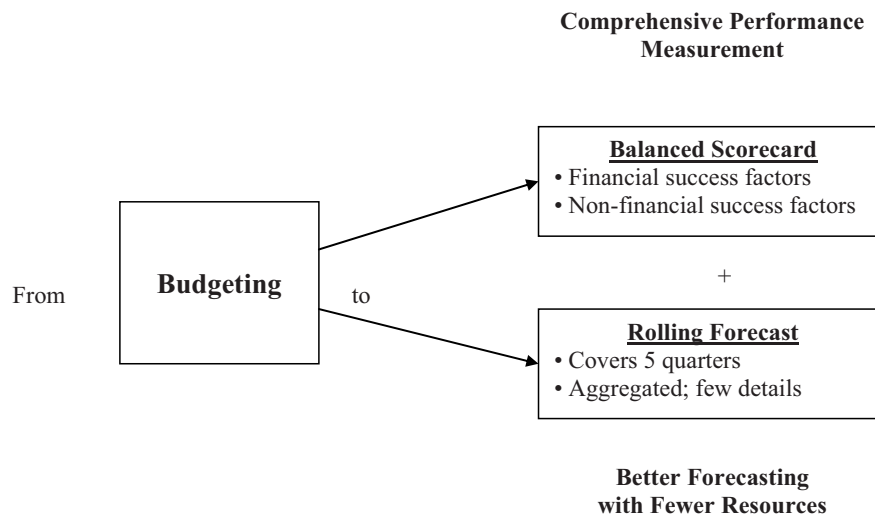 Comprehensive Performance
Measurement
Balanced Scorecard
• Financial success factors
• Non-financial success factors
From
Budgeting
to
+
Rolling Forecast
• Covers 5 quarters
• Aggregated; few details
Better Forecasting
with Fewer Resources